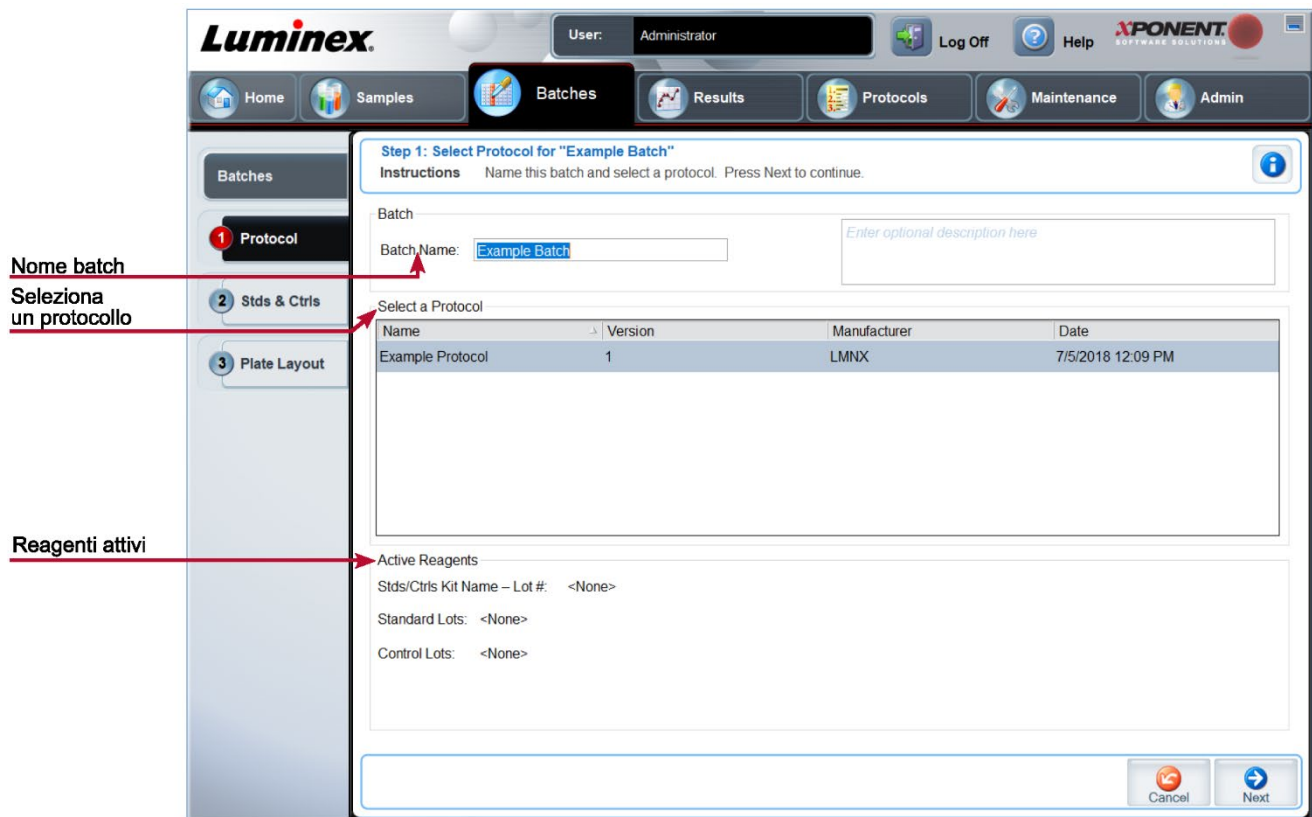 Luminex.
User: Administrator
Log Off
Help
XPONENT.
SOFTWARE SOLUTIONS
Home
Samples
Batches
Results
Protocols
Maintenance
Admin
Batches
1 Protocol
2 Stds & Ctrls
3 Plate Layout
Step 1: Select Protocol for "Example Batch"
Instructions Name this batch and select a protocol. Press Next to continue.
Batch
Batch Name: Example Batch
Enter optional description here
Select a Protocol
Name Version Manufacturer Date
Example Protocol 1 LMNX 7/5/2018 12:09 PM
Active Reagents
Stds/Ctrls Kit Name – Lot #: <None>
Standard Lots: <None>
Control Lots: <None>
Cancel
Next
Nome batch
Seleziona
un protocollo
Reagenti attivi